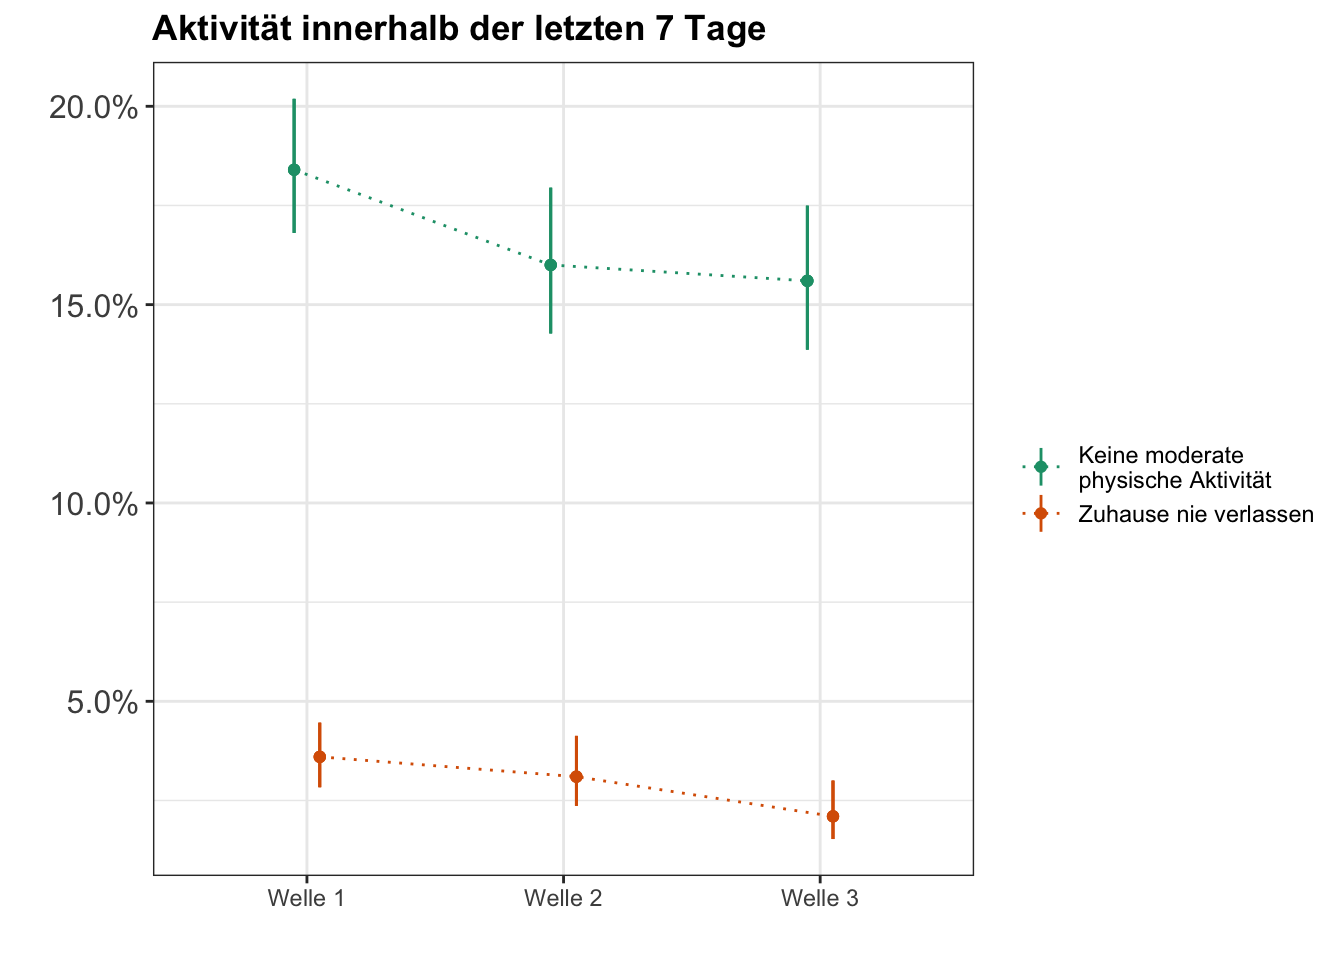 Aktivität innerhalb der letzten 7 Tage
20.0%
15.0%
10.0%
5.0%
Welle 1
Welle 2
Welle 3
Keine moderate
physische Aktivität
Zuhause nie verlassen